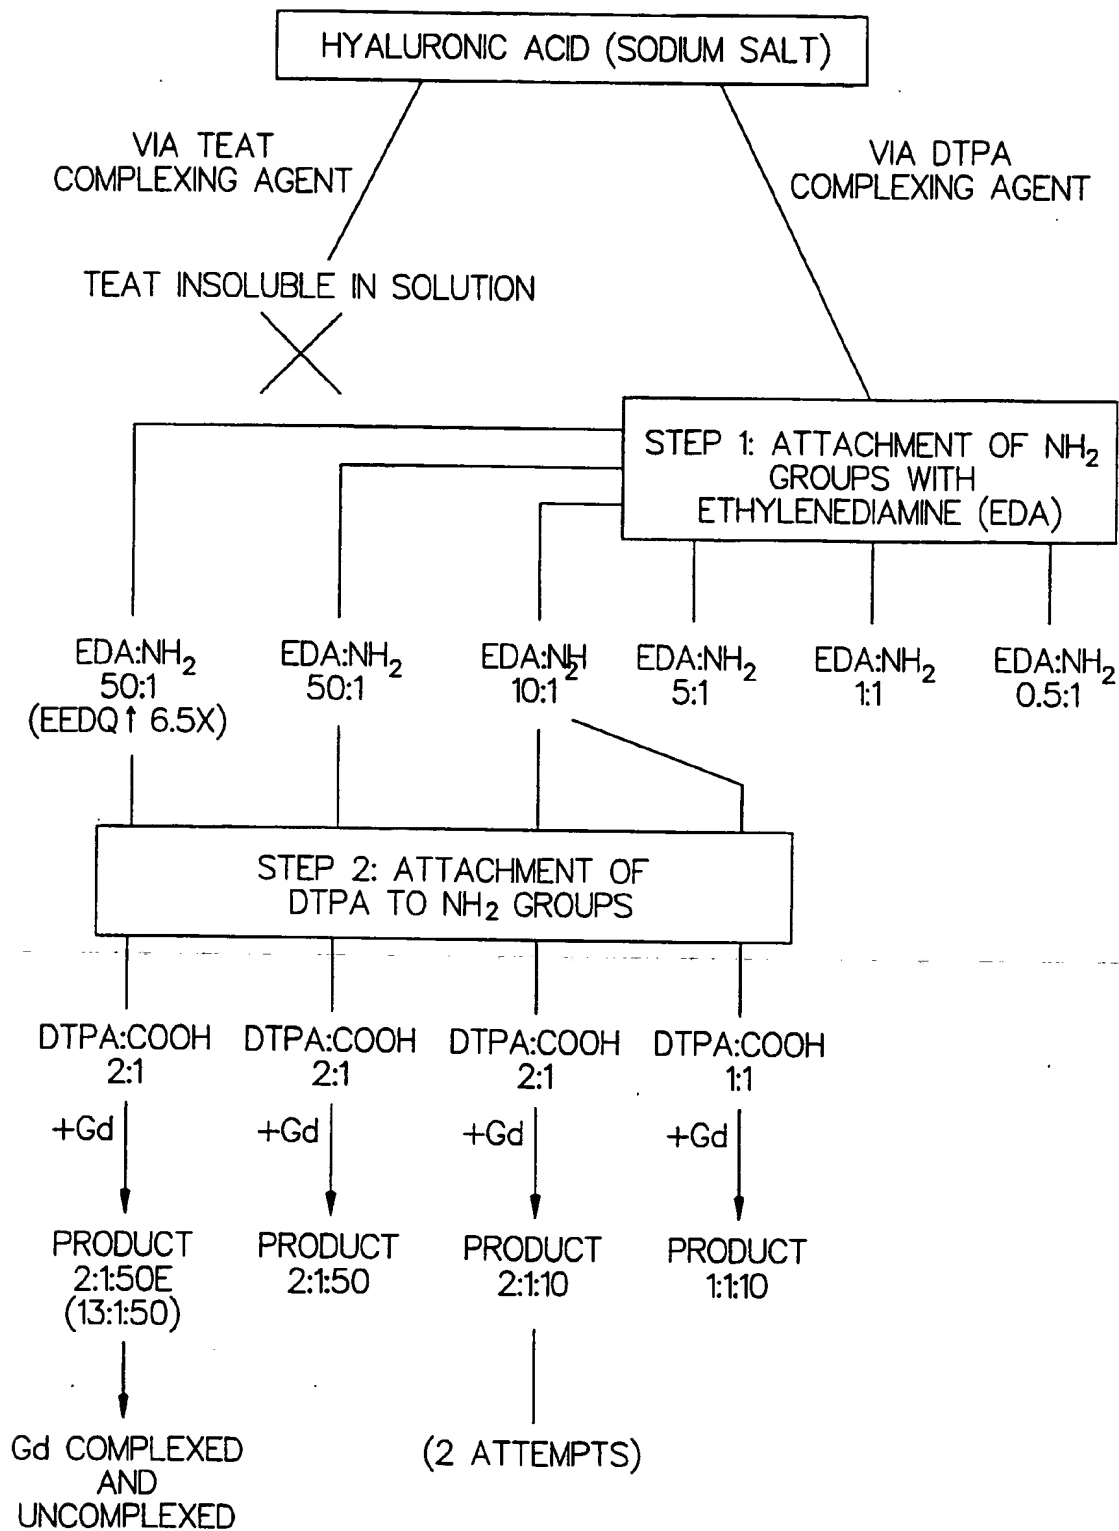 HYALURONIC ACID (SODIUM SALT)
VIA TEAT
COMPLEXING AGENT
VIA DTPA
COMPLEXING AGENT
TEAT INSOLUBLE IN SOLUTION
STEP 1: ATTACHMENT OF NH₂
GROUPS WITH
ETHYLENEDIAMINE (EDA)
EDA:NH₂
50:1
(EEDQ↑ 6.5X)
EDA:NH₂
50:1
EDA:NH₂
10:1
EDA:NH₂
5:1
EDA:NH₂
1:1
EDA:NH₂
0.5:1
STEP 2: ATTACHMENT OF
DTPA TO NH₂ GROUPS
DTPA:COOH
2:1
DTPA:COOH
2:1
DTPA:COOH
2:1
DTPA:COOH
1:1
+Gd
+Gd
+Gd
+Gd
PRODUCT
2:1:50E
(13:1:50)
PRODUCT
2:1:50
PRODUCT
2:1:10
PRODUCT
1:1:10
Gd COMPLEXED
AND
UNCOMPLEXED
(2 ATTEMPTS)